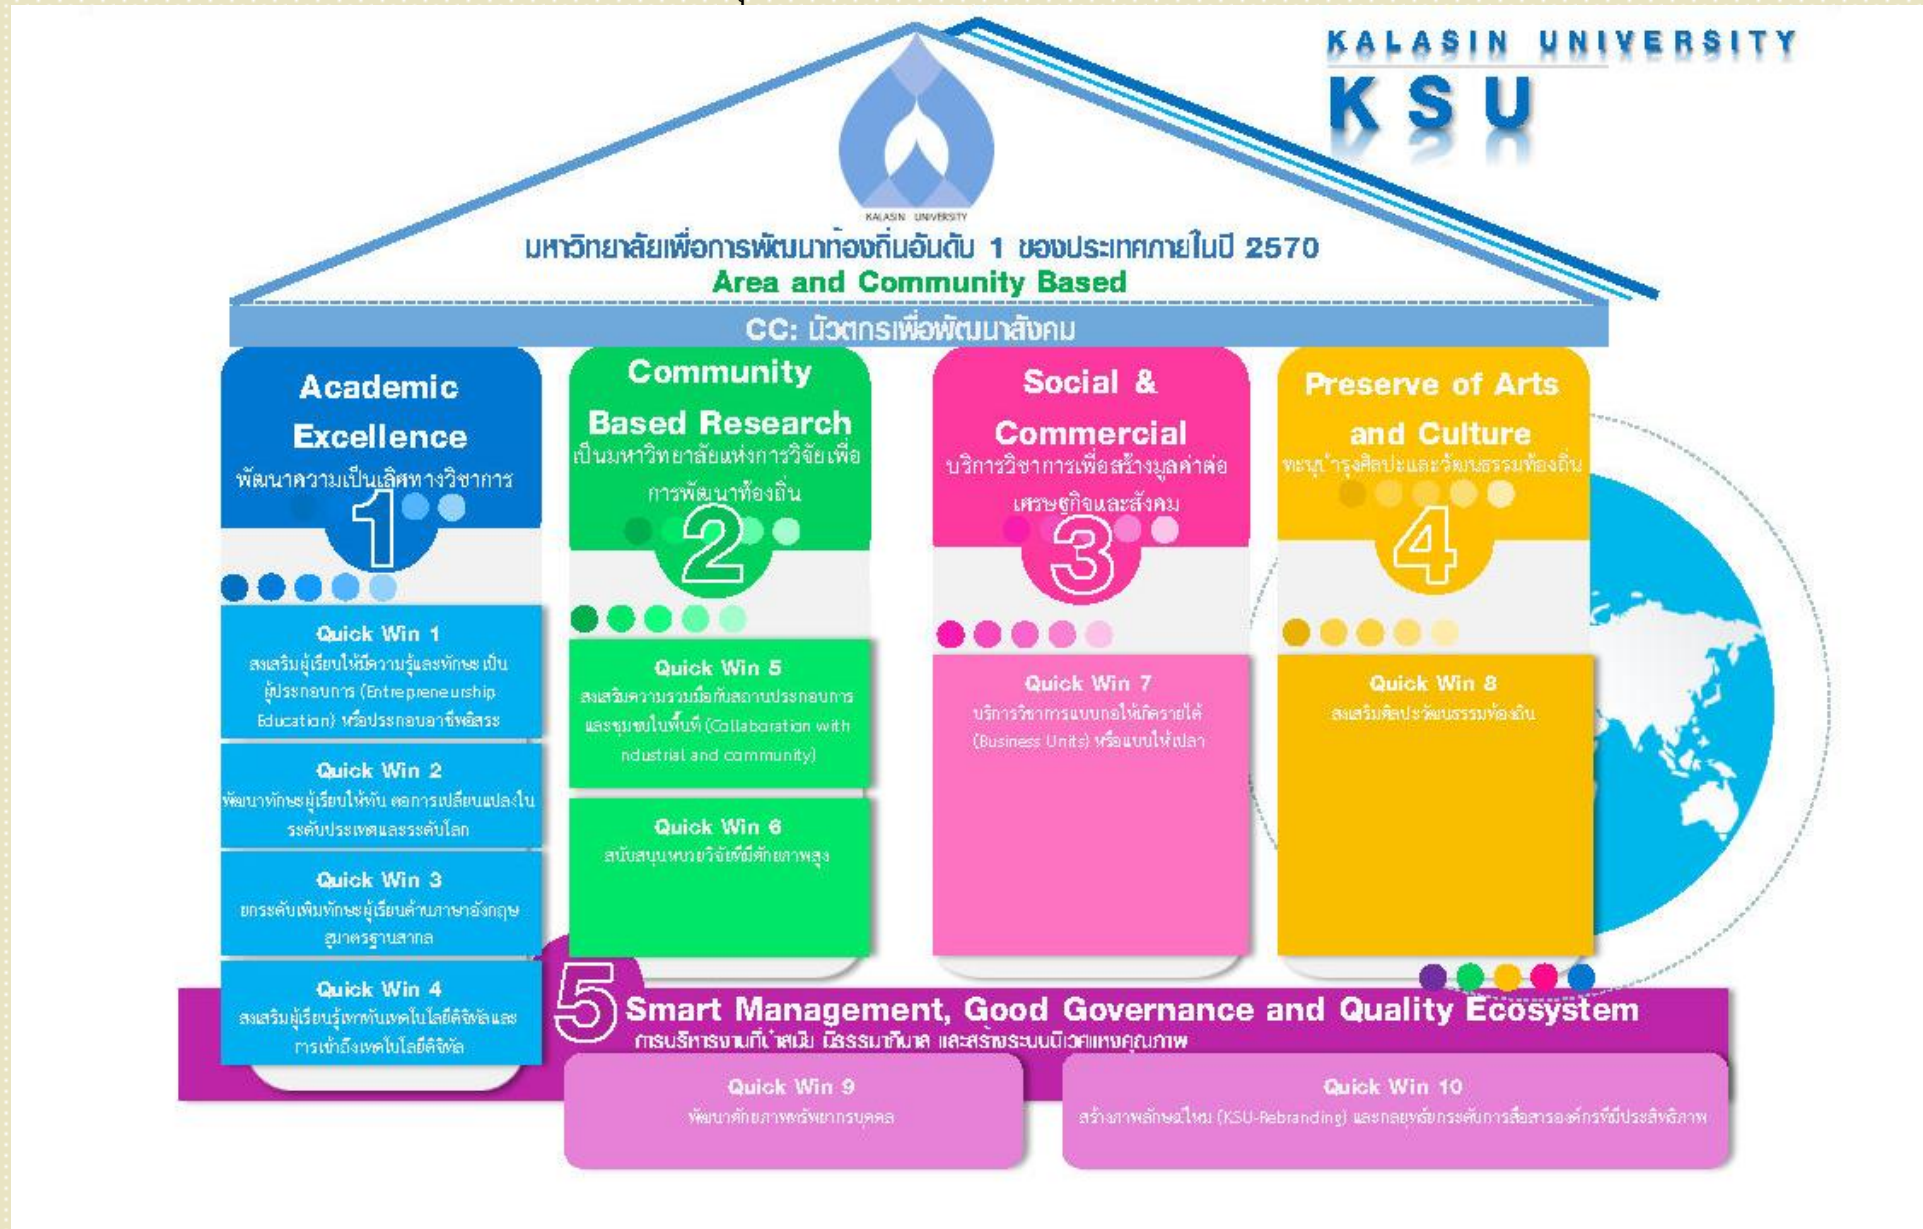 KALASIN UNIVERSITY
KSU
KALASIN UNIVERSITY
มหาวิทยาลัยเพื่อการพัฒนาท้องถิ่นอันดับ 1 ของประเทศภายในปี 2570
Area and Community Based
CC: นัวตกรเพื่อพัฒนาสังคม
Academic
Excellence
พัฒนาความเป็นเลิศทางวิชาการ
1
Quick Win 1
สงเสริมผู้เรียนให้มีความรู้และทักษะเป็น
ผู้ประกอบการ (Entrepreneurship
Education) หรือประกอบอาชีพอิสระ
Quick Win 2
พัฒนาทักษะผู้เรียนให้ทัน ตอการเปลี่ยนแปลงใน
ระดับประเทศและระดับโลก
Quick Win 3
ยกระดับเพิ่มทักษะผู้เรียนด้านภาษาอังกฤษ
สูมาตรฐานสากล
Quick Win 4
สงเสริมผู้เรียนรู้เทาทันเทคโนโลยีดิจิทัลและ
การเข้าถึงเทคโนโลยีดิจิทัล
Community
Based Research
เป็นมหาวิทยาลัยแห่งการวิจัยเพื่อ
การพัฒนาท้องถิ่น
2
Quick Win 5
สงเสริมความรวมมือกับสถานประกอบการ
และชุมชนในพื้นที่ (Collaboration with
ndustrial and community)
Quick Win 6
สนับสนุนหนวยวิจัยที่มีศักยภาพสูง
Social &
Commercial
บริการวิชาการเพื่อสร้างมูลค่าต่อ
เศรษฐกิจและสังคม
3
Quick Win 7
บริการวิชาการแบบกอให้เกิดรายได้
(Business Units) หรือแบบให้เปลา
Preserve of Arts
and Culture
ทะนุบำรุงศิลปะและวัฒนธรรมท้องถิ่น
4
Quick Win 8
สงเสริมศิลปะวัฒนธรรมท้องถิ่น
5
Smart Management, Good Governance and Quality Ecosystem
การบริหารงานที่ และสร้างระบบนิเวศแหงคุณภาพ
Quick Win 9
พัฒนาศักยภาพทรัพยากรบุคคล
Quick Win 10
สร้างภาพลักษณ์ใหม (KSU-Rebranding) และกลยุทธ์ยกระดับการสื่อสารองค์กรที่มีประสิทธิภาพ